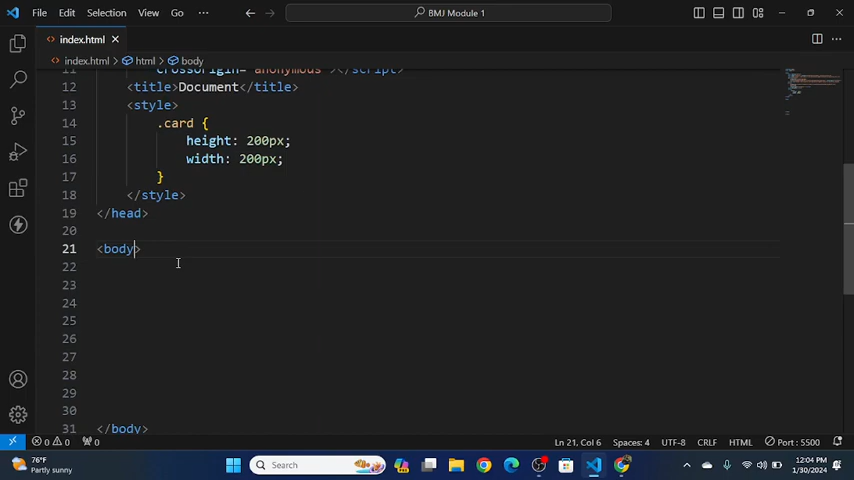 File Edit Selection View Go ··· BMJ Module 1
index.html
index.html > html > body
11 crossorigin="anonymous"></script>
12 <title>Document</title>
13 <style>
14 .card {
15 height: 200px;
16 width: 200px;
17 }
18 </style>
19 </head>
20
21 <body>
22
23
24
25
26
27
28
29
30
31 </body>
0 0 0 Ln 21, Col 6 Spaces: 4 UTF-8 CRLF HTML Port : 5500
76°F
Partly sunny
Search
12:04 PM
1/30/2024